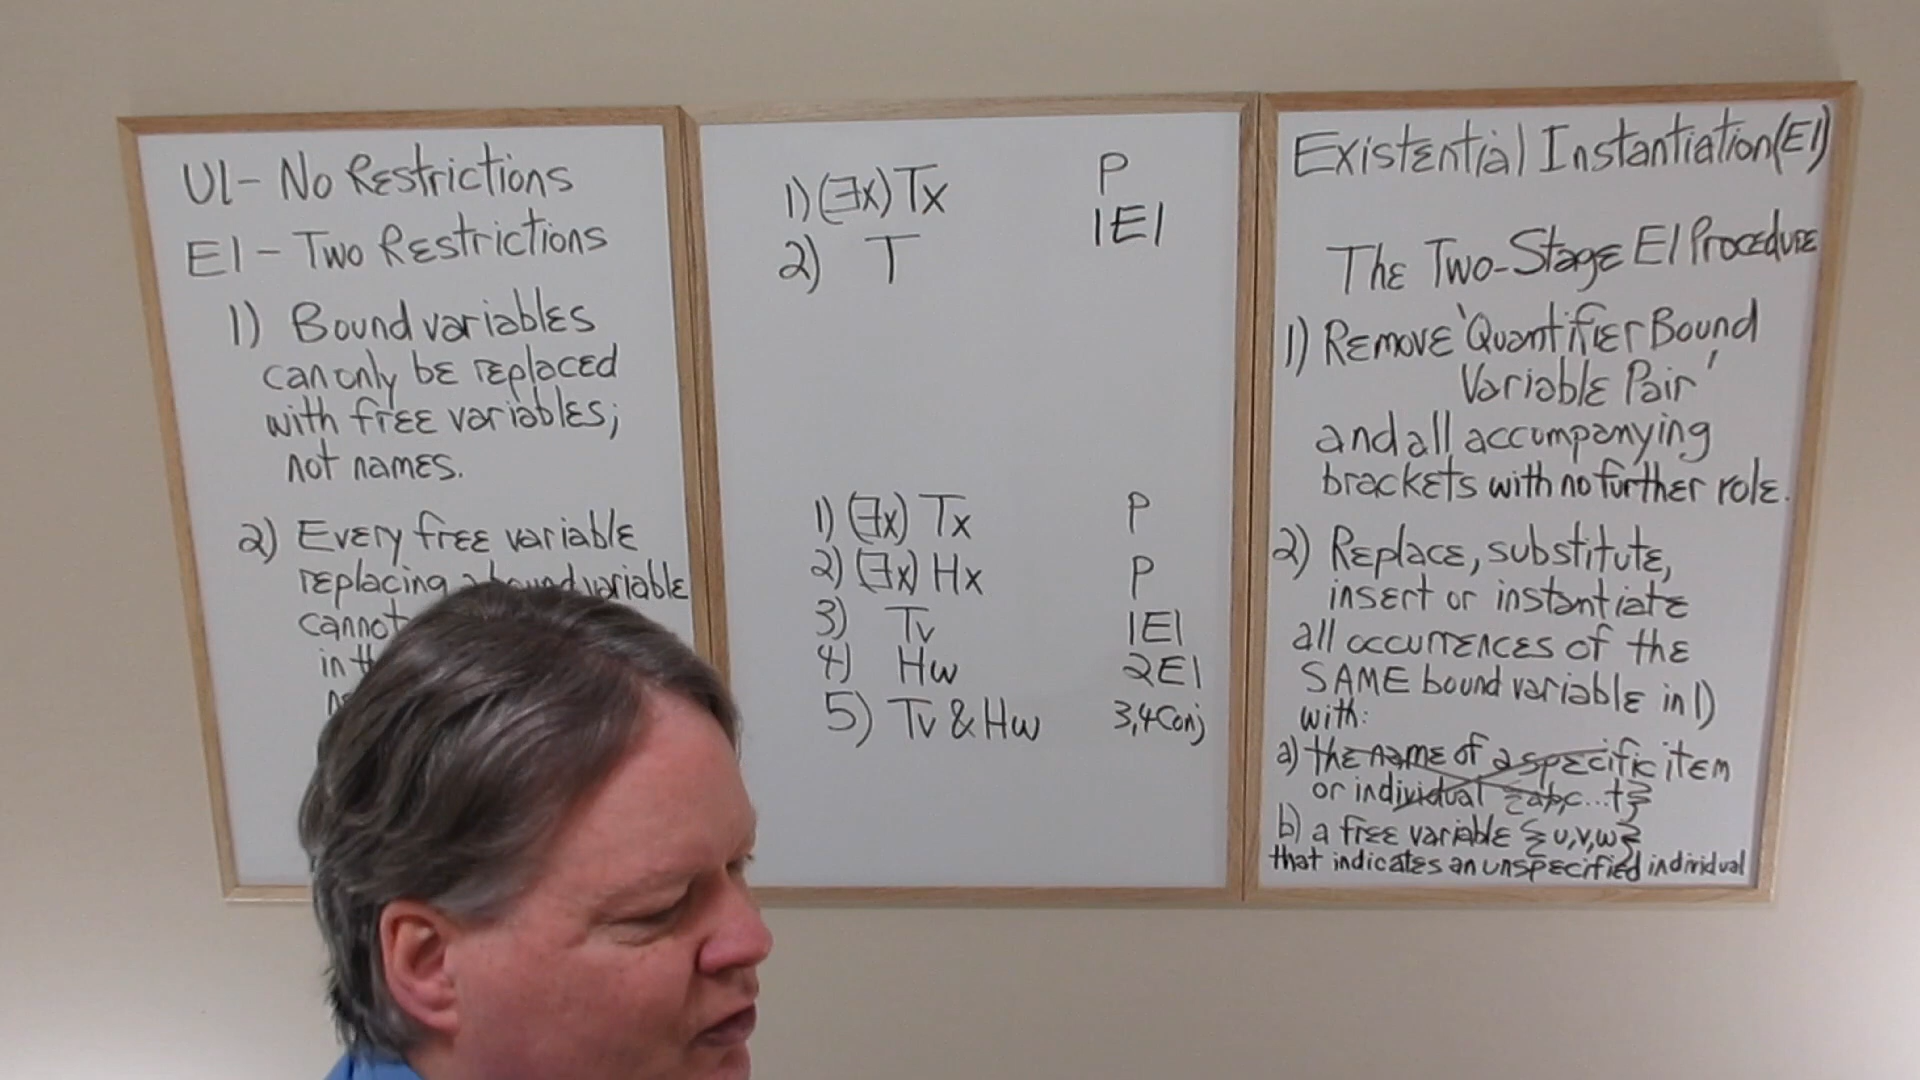 UI - No Restrictions
EI - Two Restrictions
1) Bound variables
can only be replaced
with free variables;
not names.
2) Every free variable
replacing a bound variable
cannot
in
1) (∃x) Tx P
2) T 1EI
1) (∃x) Tx P
2) (∃x) Hx P
3) Tv 1EI
4) Hw 2EI
5) Tv & Hw 3,4 Conj
Existential Instantiation (EI)
The Two-Stage EI Procedure
1) Remove 'Quantifier Bound
Variable Pair'
and all accompanying
brackets with no further role.
2) Replace, substitute,
insert or instantiate
all occurrences of the
SAME bound variable in 1)
with:
a) the name of a specific item
or individual {a,b,c...t}
b) a free variable {u,v,w}
that indicates an unspecified individual